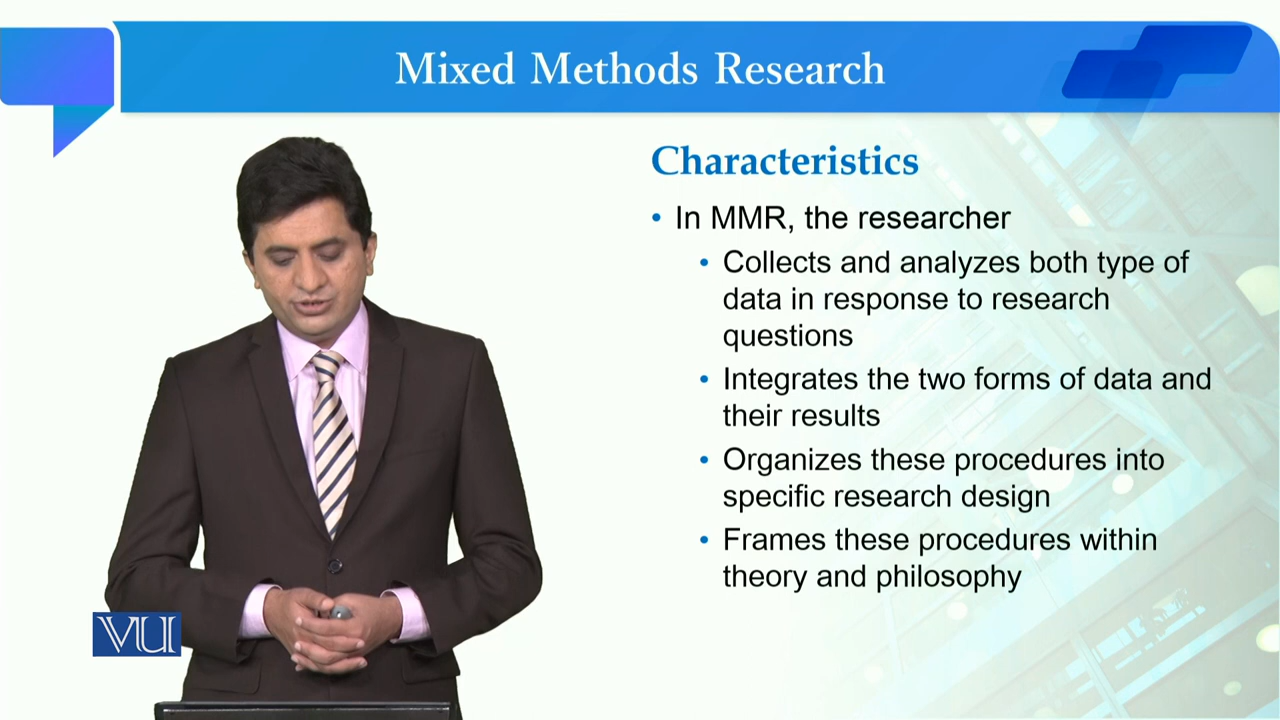 Mixed Methods Research
Characteristics
• In MMR, the researcher
• Collects and analyzes both type of
data in response to research
questions
• Integrates the two forms of data and
their results
• Organizes these procedures into
specific research design
• Frames these procedures within
theory and philosophy
VU